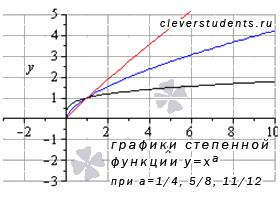 cleverstudents.ru
5
4
3
2
1
y
-2
2
4
6
8
10
-1
-2
-3
графики степенной
функции y=x^a
при a=1/4, 5/8, 11/12